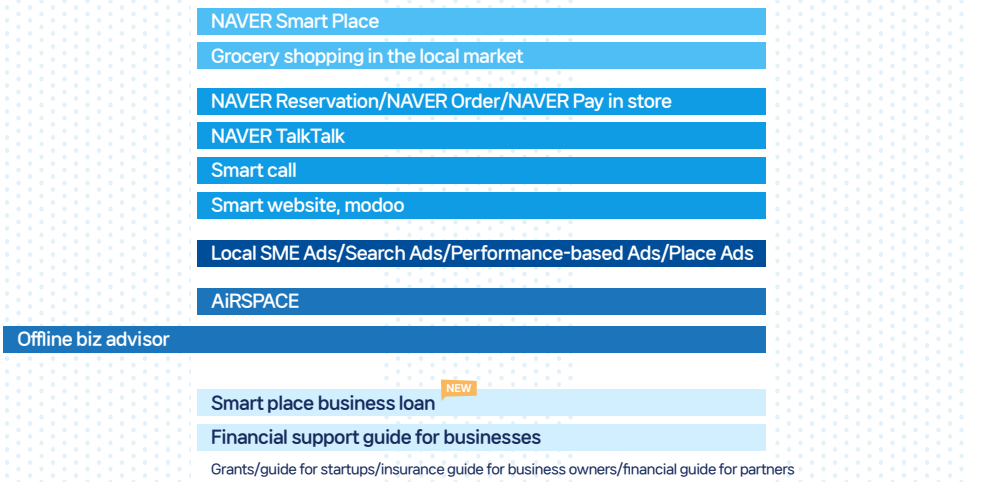 NAVER Smart Place
Grocery shopping in the local market
NAVER Reservation/NAVER Order/NAVER Pay in store
NAVER TalkTalk
Smart call
Smart website, modoo
Local SME Ads/Search Ads/Performance-based Ads/Place Ads
AiRSPACE
Offline biz advisor
NEW
Smart place business loan
Financial support guide for businesses
Grants/guide for startups/insurance guide for business owners/financial guide for partners